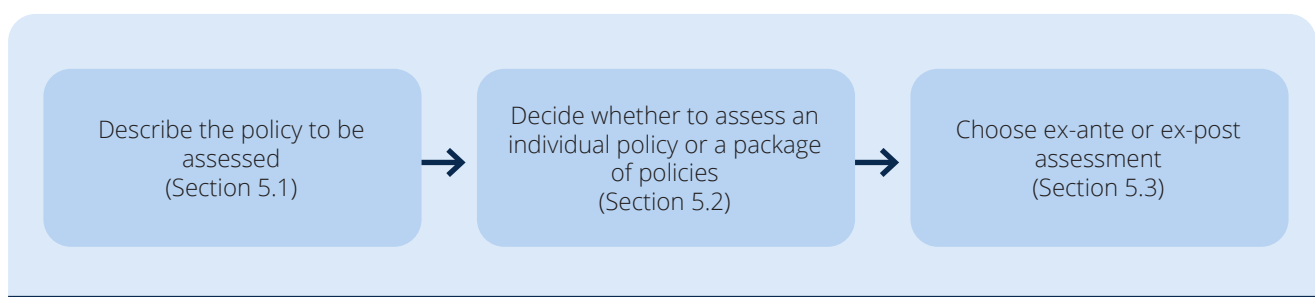 Describe the policy to be
assessed
(Section 5.1)
Decide whether to assess an
individual policy or a package
of policies
(Section 5.2)
Choose ex-ante or ex-post
assessment
(Section 5.3)